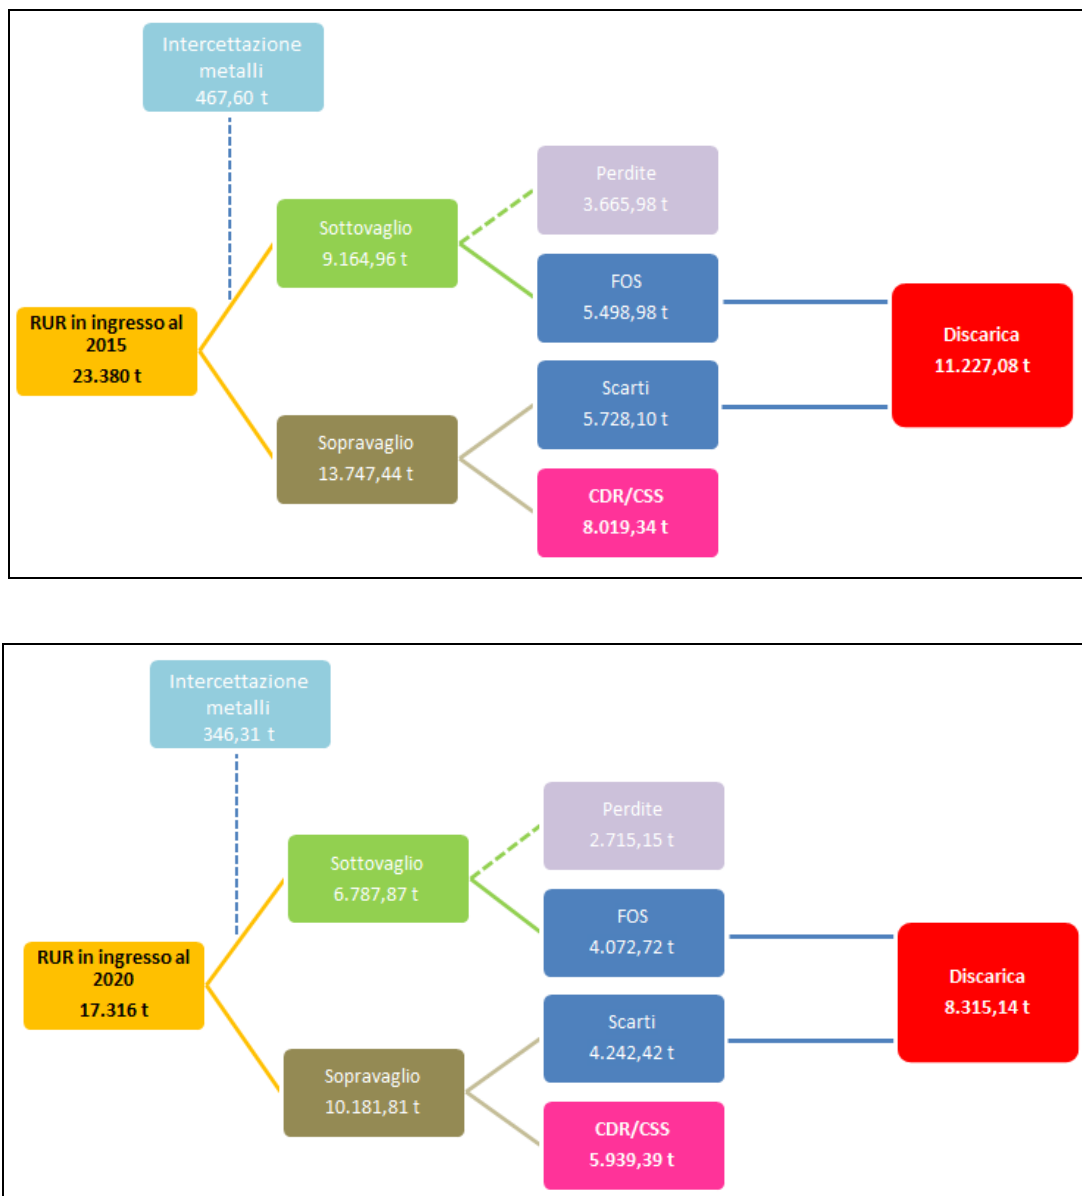 Intercettazione
metalli
467,60 t
Perdite
3.665,98 t
Sottovaglio
9.164,96 t
FOS
5.498,98 t
RUR in ingresso al
2015
23.380 t
Discarica
11.227,08 t
Scarti
5.728,10 t
Sopravaglio
13.747,44 t
CDR/CSS
8.019,34 t
Intercettazione
metalli
346,31 t
Perdite
2.715,15 t
Sottovaglio
6.787,87 t
FOS
4.072,72 t
RUR in ingresso al
2020
17.316 t
Discarica
8.315,14 t
Scarti
4.242,42 t
Sopravaglio
10.181,81 t
CDR/CSS
5.939,39 t